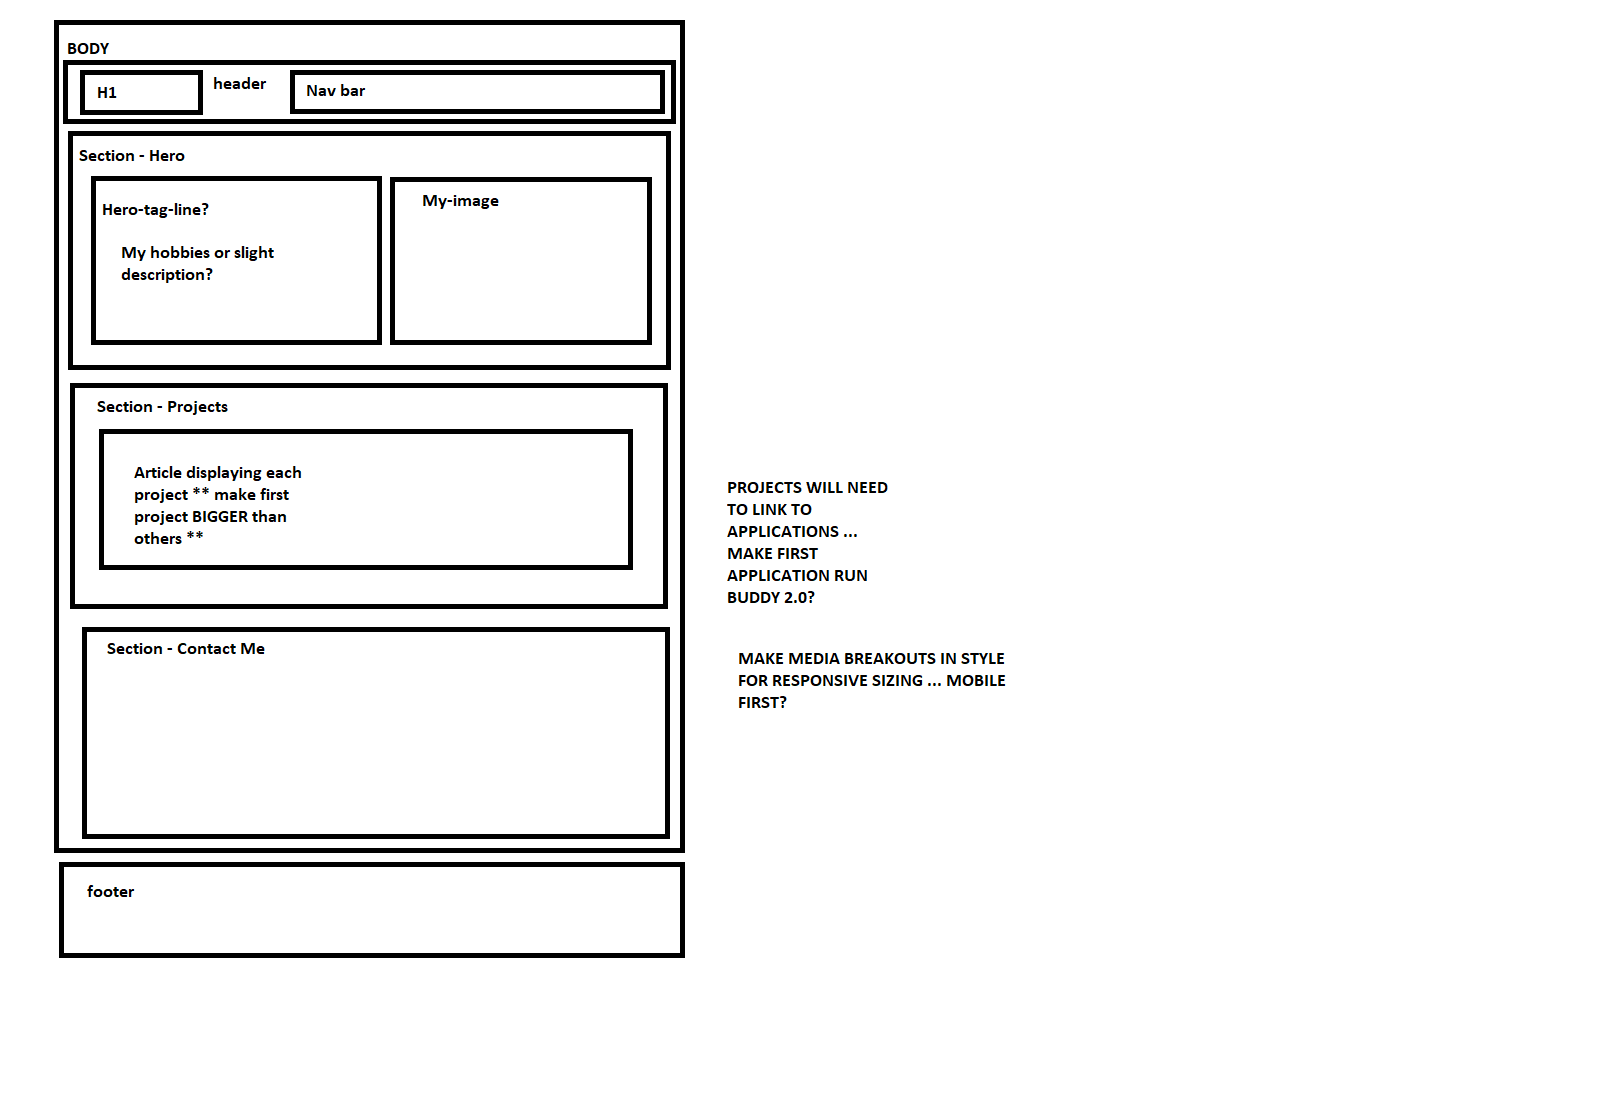 BODY
H1
header
Nav bar
Section - Hero
Hero-tag-line?
My hobbies or slight
description?
My-image
Section - Projects
Article displaying each
project ** make first
project BIGGER than
others **
PROJECTS WILL NEED
TO LINK TO
APPLICATIONS ...
MAKE FIRST
APPLICATION RUN
BUDDY 2.0?
Section - Contact Me
MAKE MEDIA BREAKOUTS IN STYLE
FOR RESPONSIVE SIZING ... MOBILE
FIRST?
footer